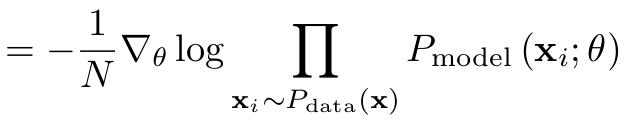 = -\frac{1}{N} \nabla_\theta \log \prod_{\mathbf{x}_i \sim P_{\text{data}}(\mathbf{x})} P_{\text{model}} (\mathbf{x}_i; \theta)